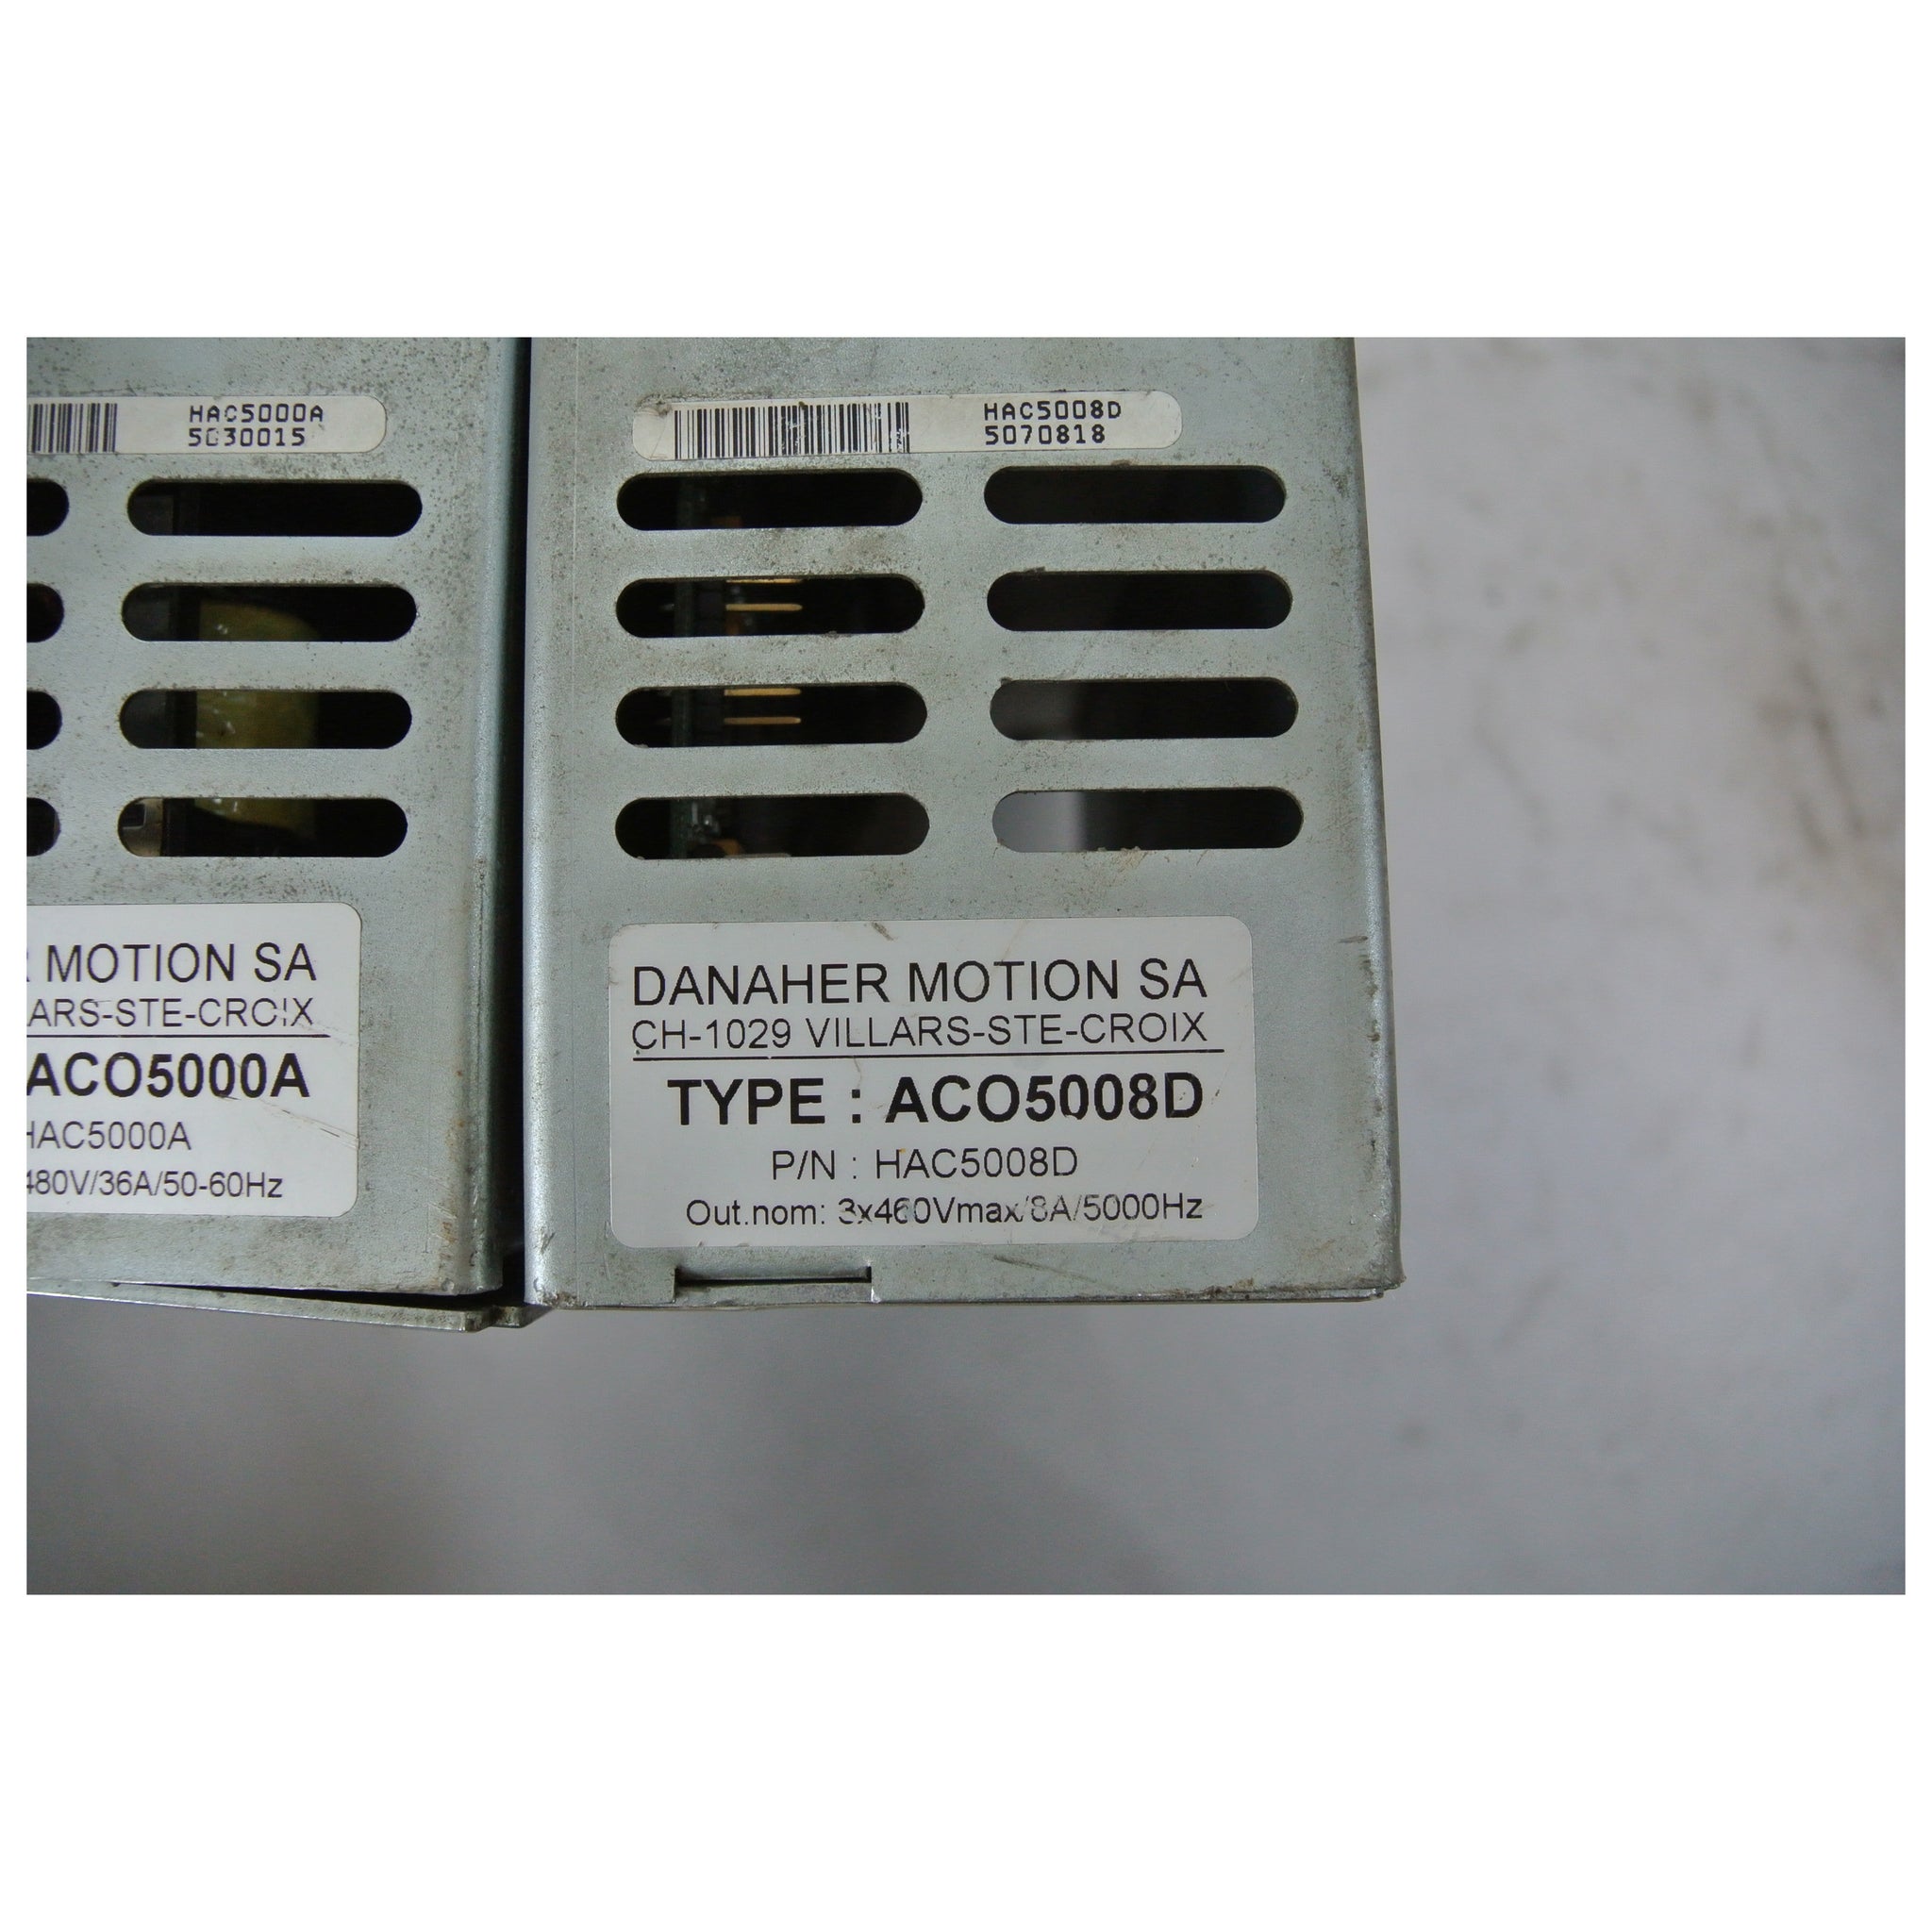 HAC5000A
5030015
HAC5008D
5070818
MOTION SA
ARS-STE-CROIX
ACO5000A
HAC5000A
480V/36A/50-60Hz
DANAHER MOTION SA
CH-1029 VILLARS-STE-CROIX
TYPE : ACO5008D
P/N : HAC5008D
Out.nom: 3x460Vmax/8A/5000Hz